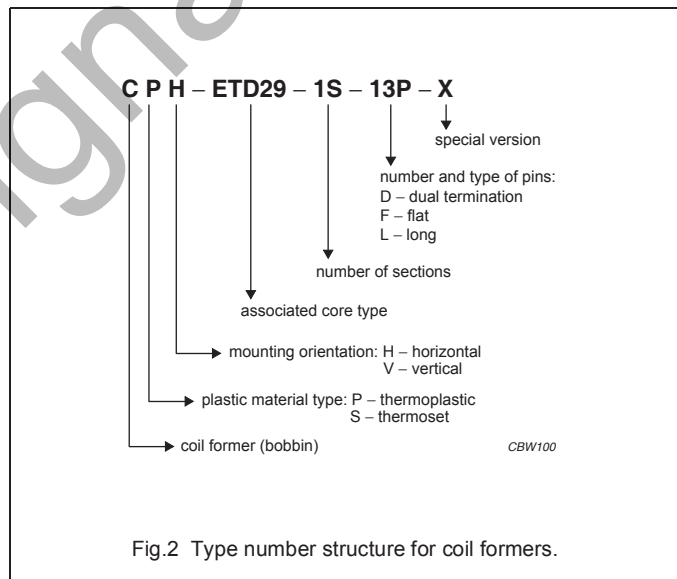 C P H – ETD29 – 1S – 13P – X
special version
number and type of pins:
D – dual termination
F – flat
L – long
number of sections
associated core type
mounting orientation: H – horizontal
V – vertical
plastic material type: P – thermoplastic
S – thermoset
coil former (bobbin)
CBW100
Fig.2 Type number structure for coil formers.